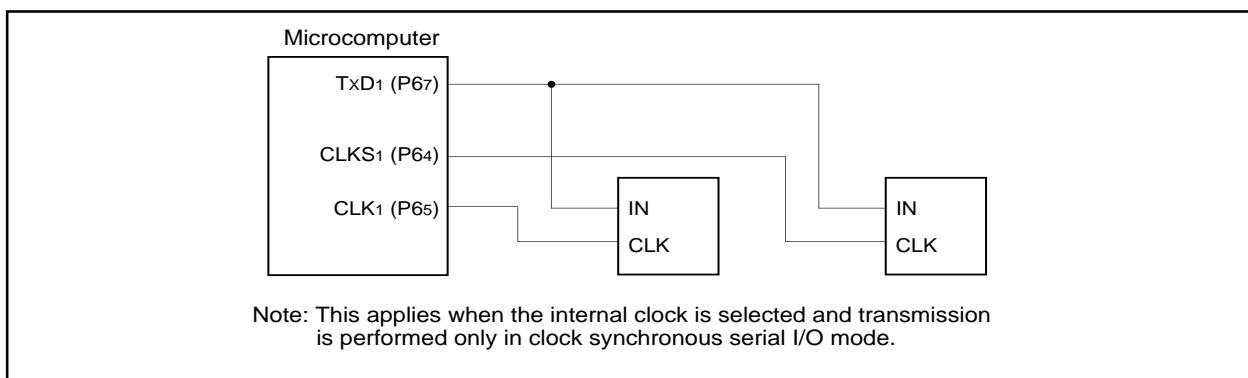 Microcomputer
TxD1 (P67)
CLKS1 (P64)
CLK1 (P65)
IN
CLK
IN
CLK
Note: This applies when the internal clock is selected and transmission
is performed only in clock synchronous serial I/O mode.